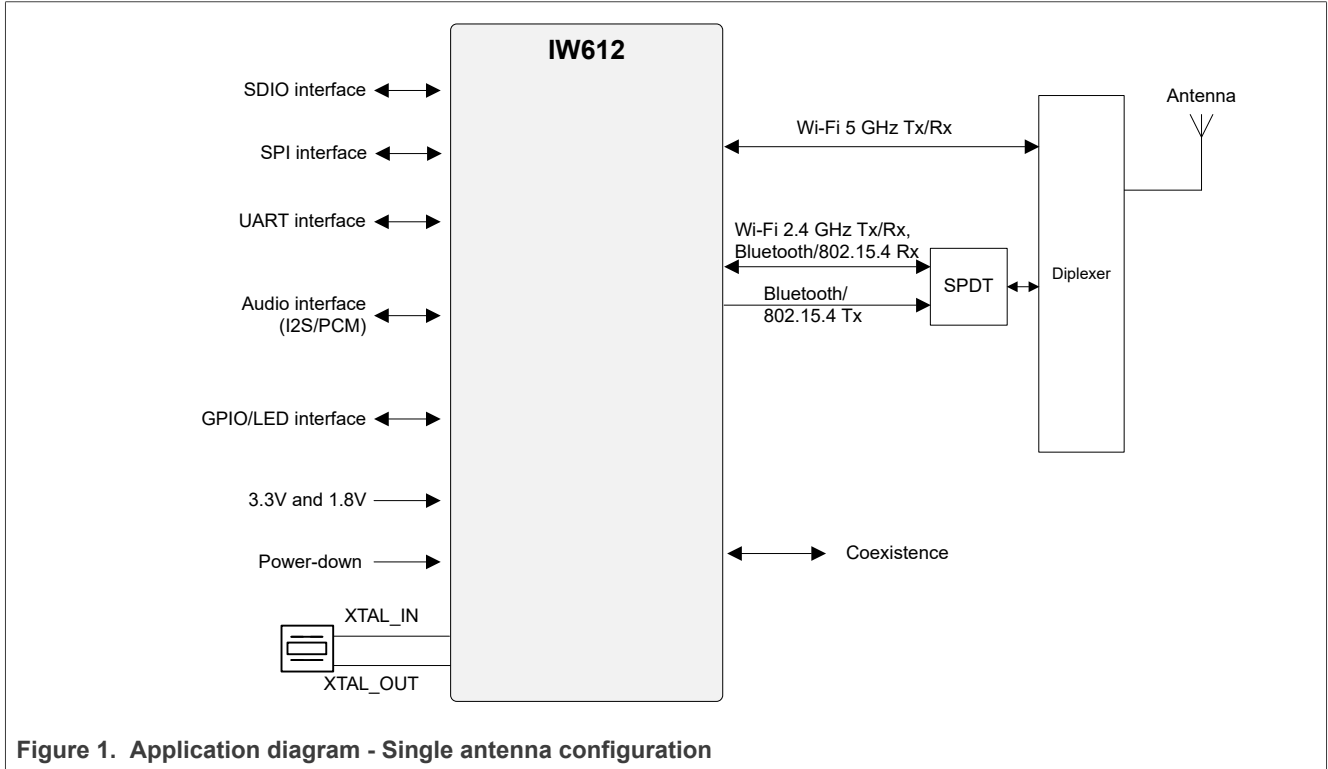 IW612
SDIO interface
SPI interface
UART interface
Audio interface
(I2S/PCM)
GPIO/LED interface
3.3V and 1.8V
Power-down
XTAL_IN
XTAL_OUT
Wi-Fi 5 GHz Tx/Rx
Wi-Fi 2.4 GHz Tx/Rx,
Bluetooth/802.15.4 Rx
Bluetooth/
802.15.4 Tx
SPDT
Diplexer
Antenna
Coexistence
Figure 1. Application diagram - Single antenna configuration